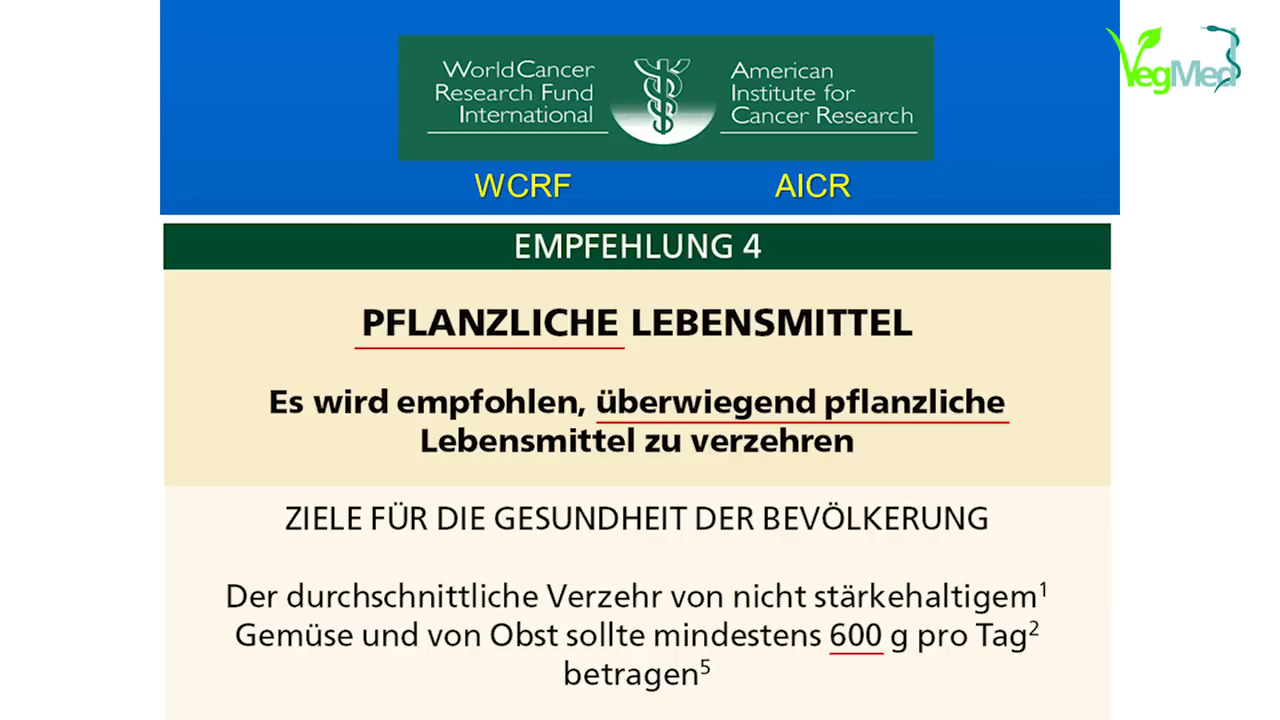 World Cancer
Research Fund
International
American
Institute for
Cancer Research
VegMed
WCRF
AICR
EMPFEHLUNG 4
PFLANZLICHE LEBENSMITTEL
Es wird empfohlen, überwiegend pflanzliche
Lebensmittel zu verzehren
ZIELE FÜR DIE GESUNDHEIT DER BEVÖLKERUNG
Der durchschnittliche Verzehr von nicht stärkehaltigem¹
Gemüse und von Obst sollte mindestens 600 g pro Tag²
betragen⁵